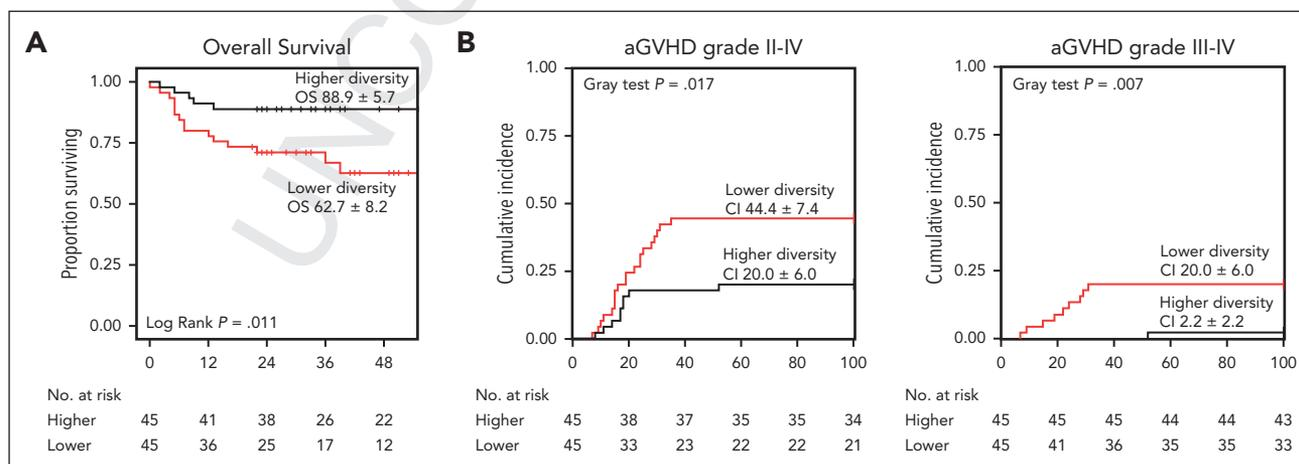 A
Overall Survival
Proportion surviving
1.00
0.75
0.50
0.25
0.00
Higher diversity
OS 88.9 ± 5.7
Lower diversity
OS 62.7 ± 8.2
Log Rank P = .011
0 12 24 36 48
No. at risk
Higher 45 41 38 26 22
Lower 45 36 25 17 12
B
aGVHD grade II-IV
Cumulative incidence
1.00
0.75
0.50
0.25
0.00
Gray test P = .017
Lower diversity
CI 44.4 ± 7.4
Higher diversity
CI 20.0 ± 6.0
0 20 40 60 80 100
No. at risk
Higher 45 38 37 35 35 34
Lower 45 33 23 22 22 21
aGVHD grade III-IV
Cumulative incidence
1.00
0.75
0.50
0.25
0.00
Gray test P = .007
Lower diversity
CI 20.0 ± 6.0
Higher diversity
CI 2.2 ± 2.2
0 20 40 60 80 100
No. at risk
Higher 45 45 45 44 44 43
Lower 45 41 36 35 35 33